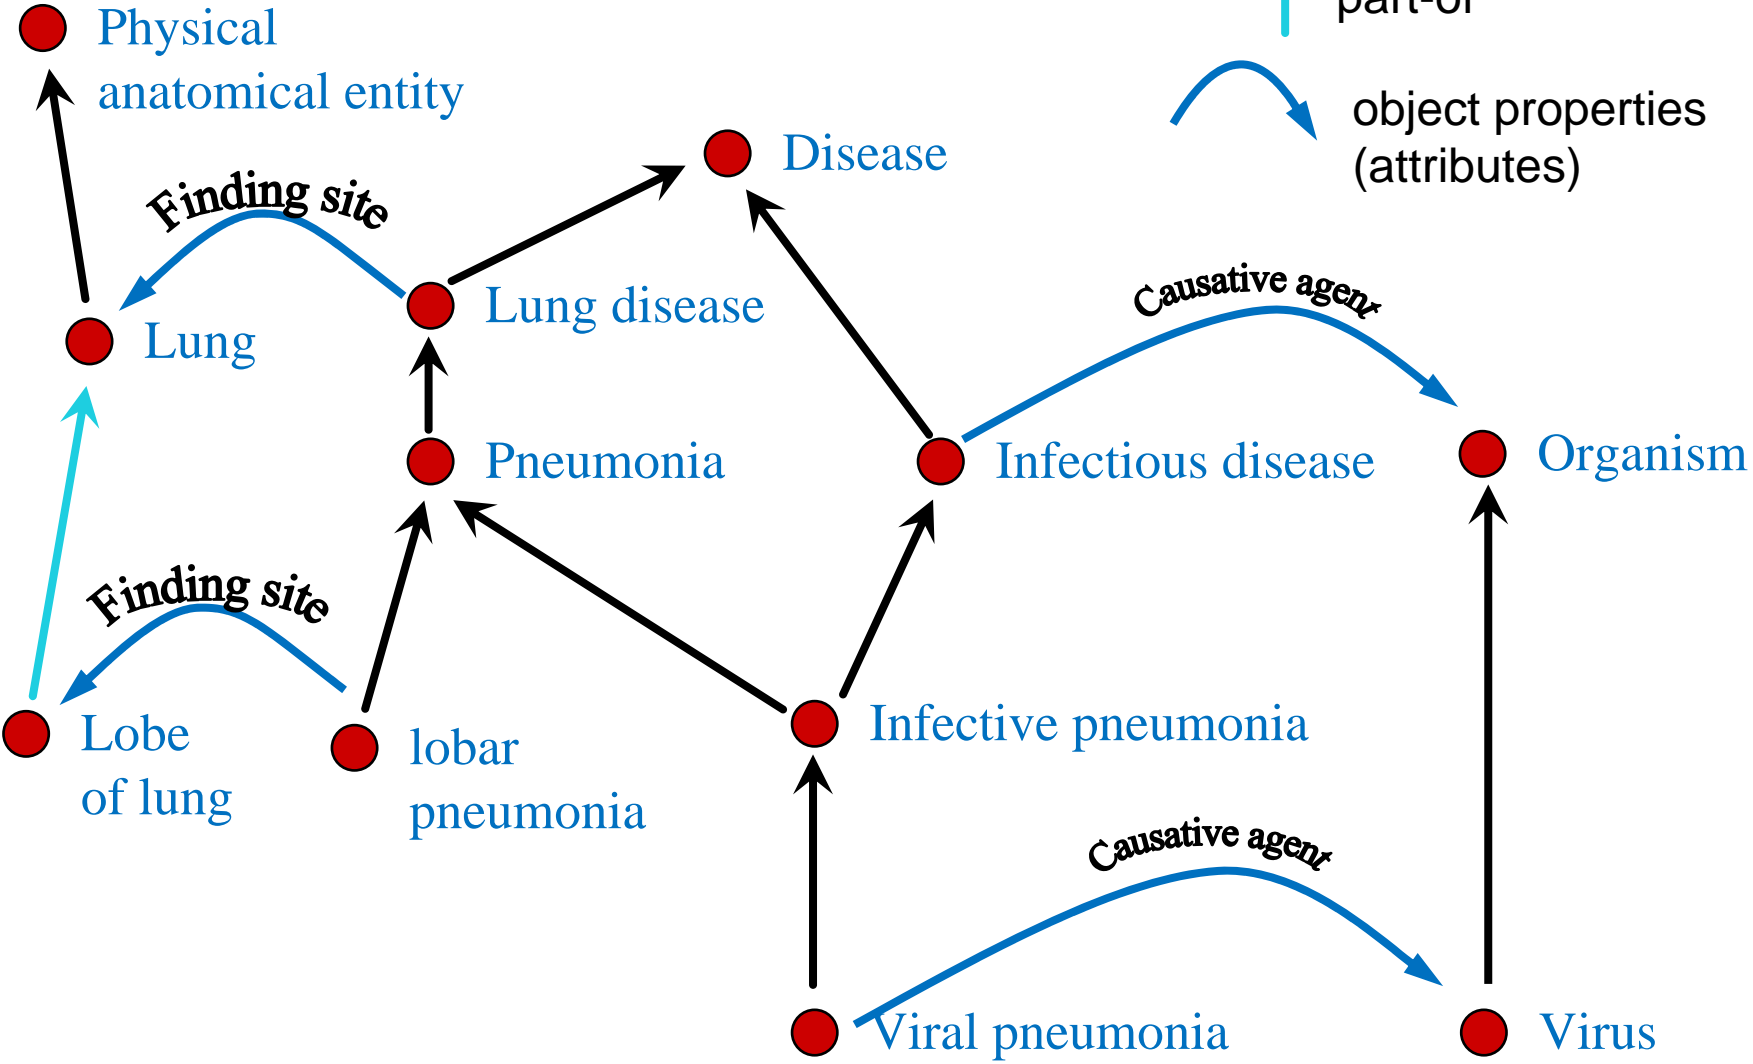 part-of
Physical
anatomical entity
object properties
(attributes)
Disease
Finding site
Lung disease
Causative agent
Lung
Pneumonia
Infectious disease
Organism
Finding site
Lobe
of lung
lobar
pneumonia
Infective pneumonia
Causative agent
Viral pneumonia
Virus